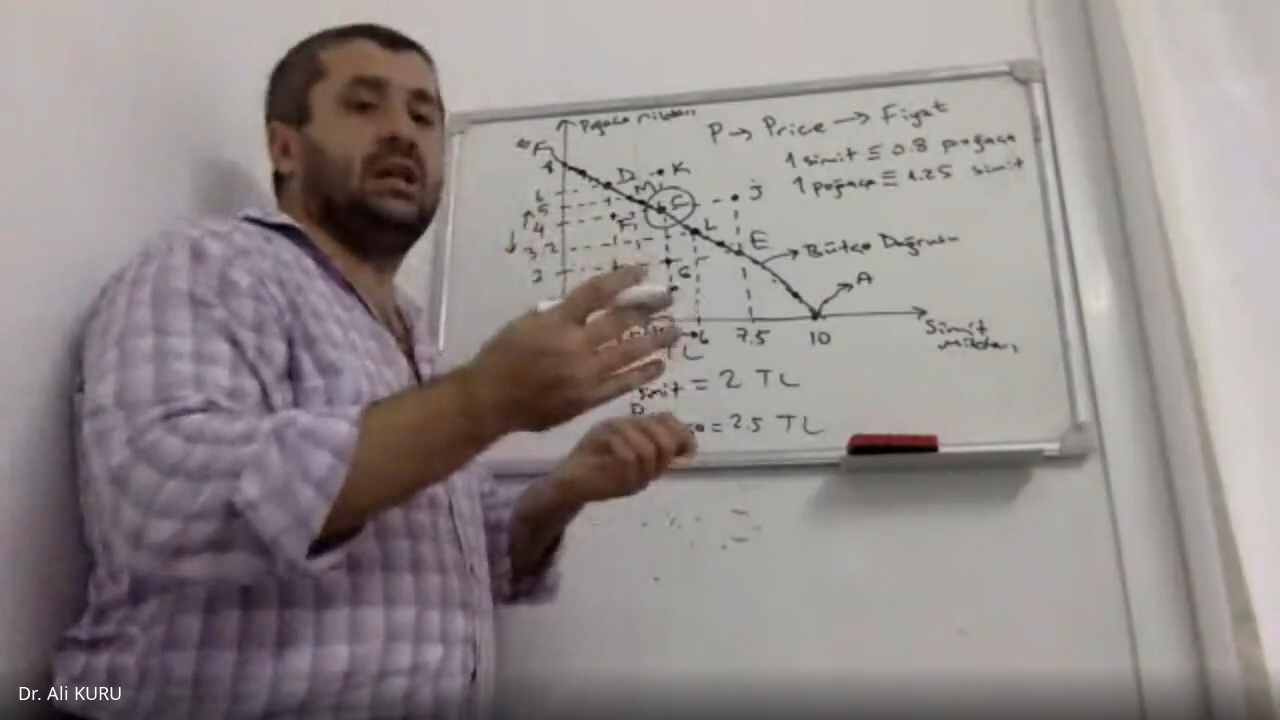 Poğaça miktarı
P → Price → Fiyat
1 simit ≡ 0.8 poğaça
1 poğaça ≡ 1.25 simit
F
8
D
K
M
C
J
6
5
4
L
E
Bütçe Doğrusu
3.2
2
G
A
6
7.5
10
Simit
miktarı
TL
simit = 2 TL
= 2.5 TL
Dr. Ali KURU